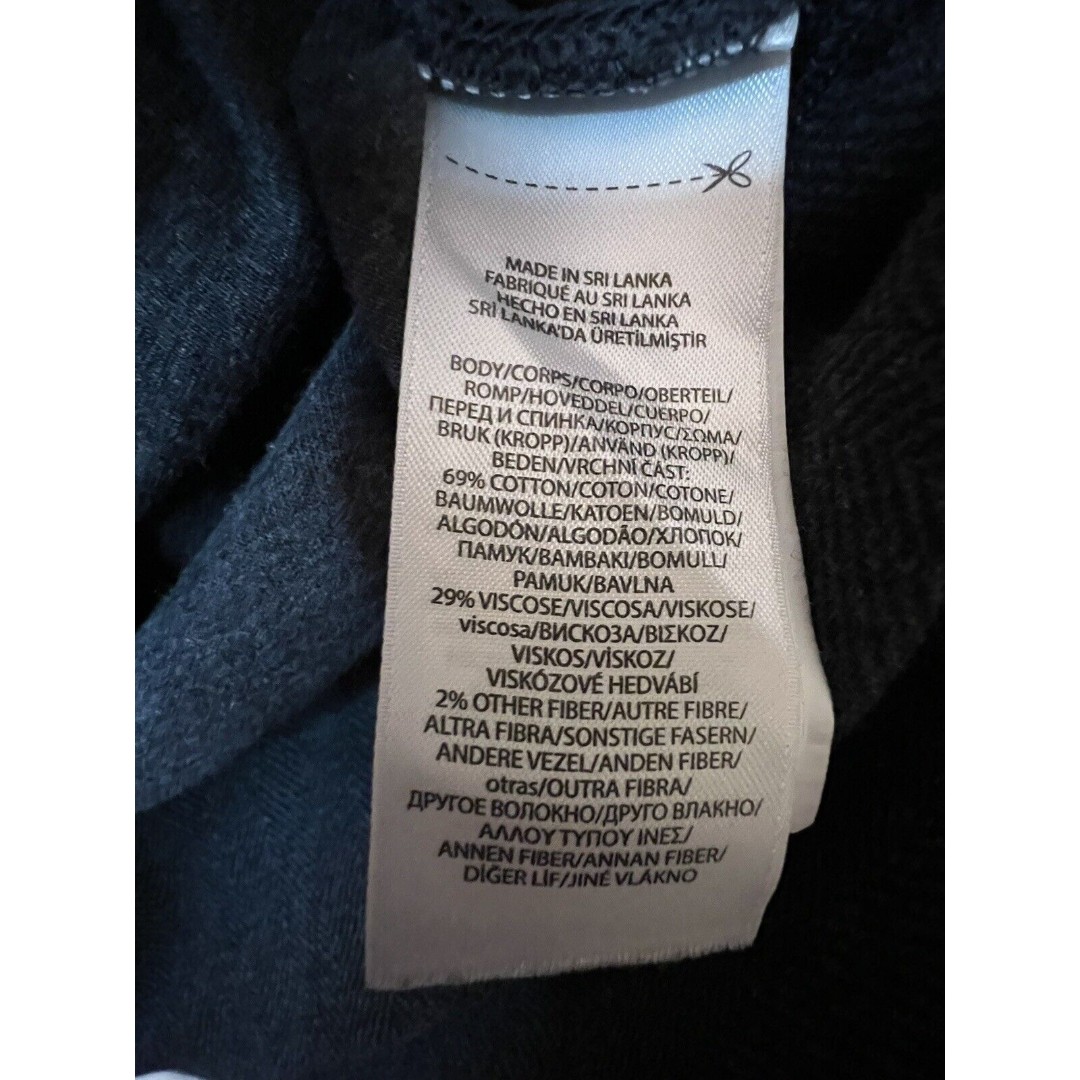 MADE IN SRI LANKA
FABRIQUÉ AU SRI LANKA
HECHO EN SRI LANKA
SRİ LANKA'DA ÜRETİLMİŞTİR
BODY/CORPS/CORPO/OBERTEIL/
ROMP/HOVEDDEL/CUERPO/
ПЕРЕД И СПИНКА/КОРПУС/ΣΩΜΑ/
BRUK (KROPP)/ANVÄND (KROPP)/
BEDEN/VRCHNÍ ČÁST:
69% COTTON/COTON/COTONE/
BAUMWOLLE/KATOEN/BOMULD/
ALGODÓN/ALGODÃO/ХЛОПОК/
ПАМУК/ΒΑΜΒΑΚΙ/BOMULL/
PAMUK/BAVLNA
29% VISCOSE/VISCOSA/VISKOSE/
viscosa/ВИСКОЗА/ΒΙΣΚΟΖ/
VISKOS/VİSKOZ/
VISKÓZOVÉ HEDVÁBÍ
2% OTHER FIBER/AUTRE FIBRE/
ALTRA FIBRA/SONSTIGE FASERN/
ANDERE VEZEL/ANDEN FIBER/
otras/OUTRA FIBRA/
ДРУГОЕ ВОЛОКНО/ДРУГО ВЛАКНО/
ΑΛΛΟΥ ΤΥΠΟΥ ΙΝΕΣ/
ANNEN FIBER/ANNAN FIBER/
DİĞER LİF/JINÉ VLÁKNO